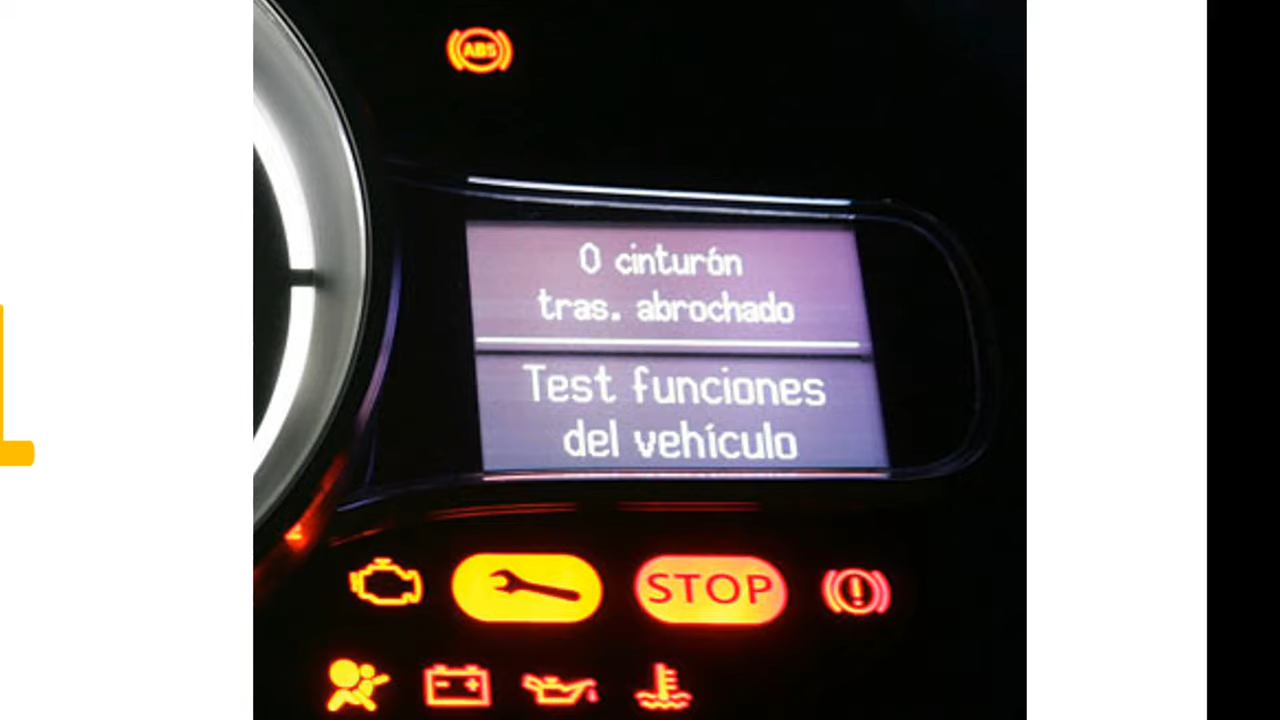 ABS
0 cinturón
tras. abrochado
Test funciones
del vehículo
STOP